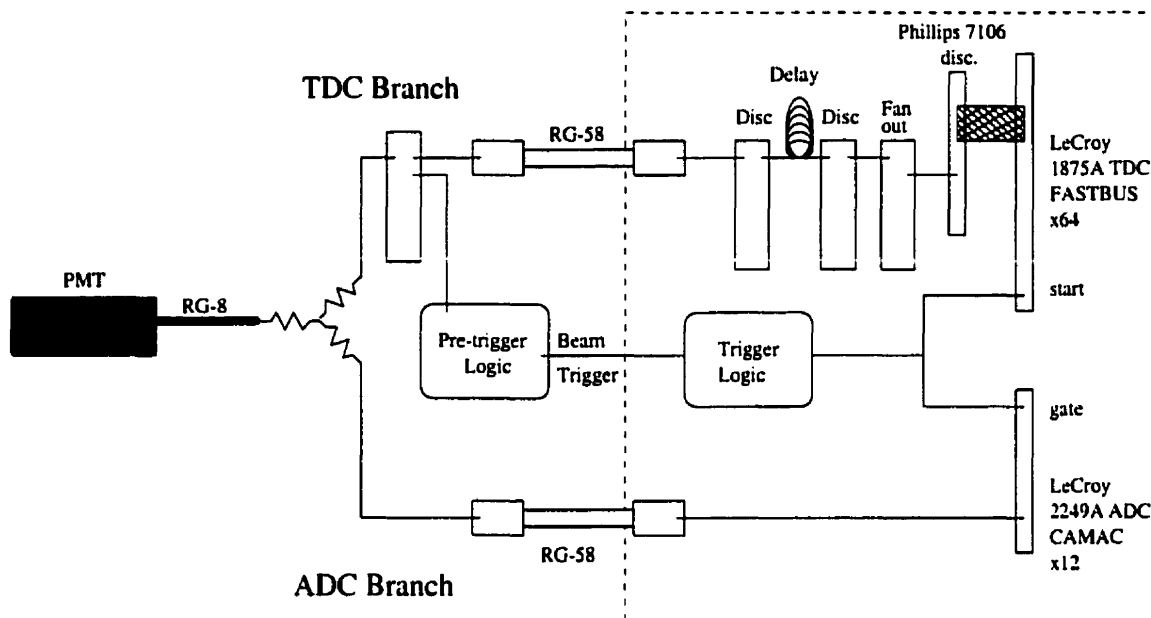 Phillips 7106
disc.
Delay
TDC Branch
Disc
Disc
Fan
out
RG-58
LeCroy
1875A TDC
FASTBUS
x64
PMT
RG-8
start
Pre-trigger
Logic
Beam
Trigger
Trigger
Logic
gate
LeCroy
2249A ADC
CAMAC
x12
RG-58
ADC Branch